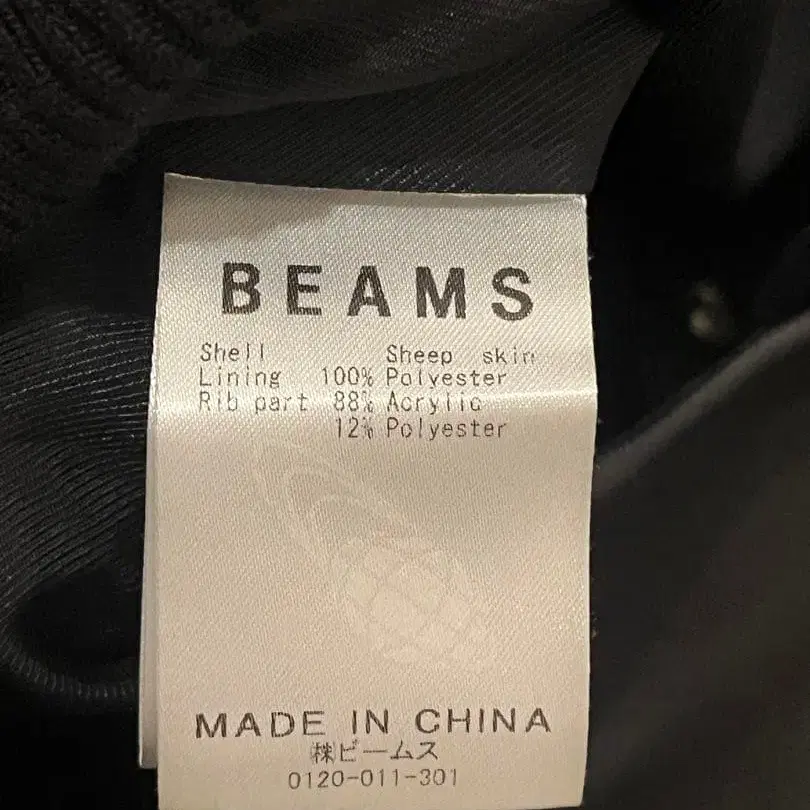 BEAMS
Shell Sheep skin
Lining 100% Polyester
Rib part 88% Acrylic
12% Polyester
MADE IN CHINA
㈱ビームス
0120-011-301